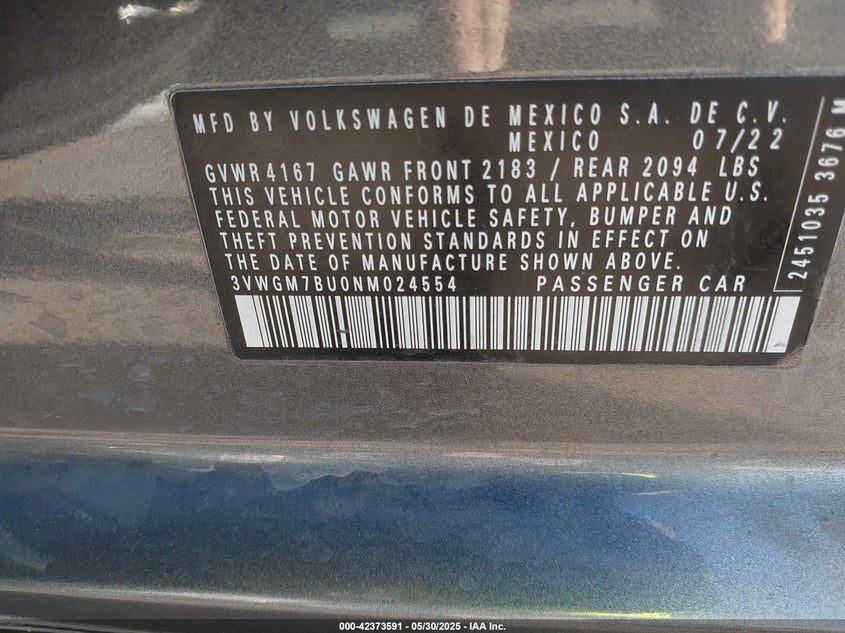 MFD BY VOLKSWAGEN DE MEXICO S.A. DE C.V.
MEXICO 07/22
GVWR 4167 GAWR FRONT 2183 / REAR 2094 LBS
THIS VEHICLE CONFORMS TO ALL APPLICABLE U.S.
FEDERAL MOTOR VEHICLE SAFETY, BUMPER AND
THEFT PREVENTION STANDARDS IN EFFECT ON
THE DATE OF MANUFACTURE SHOWN ABOVE.
3VWGM7BU0NM024554 PASSENGER CAR
2451035 3676 M
000-42373591 - 05/30/2025 - IAA Inc.